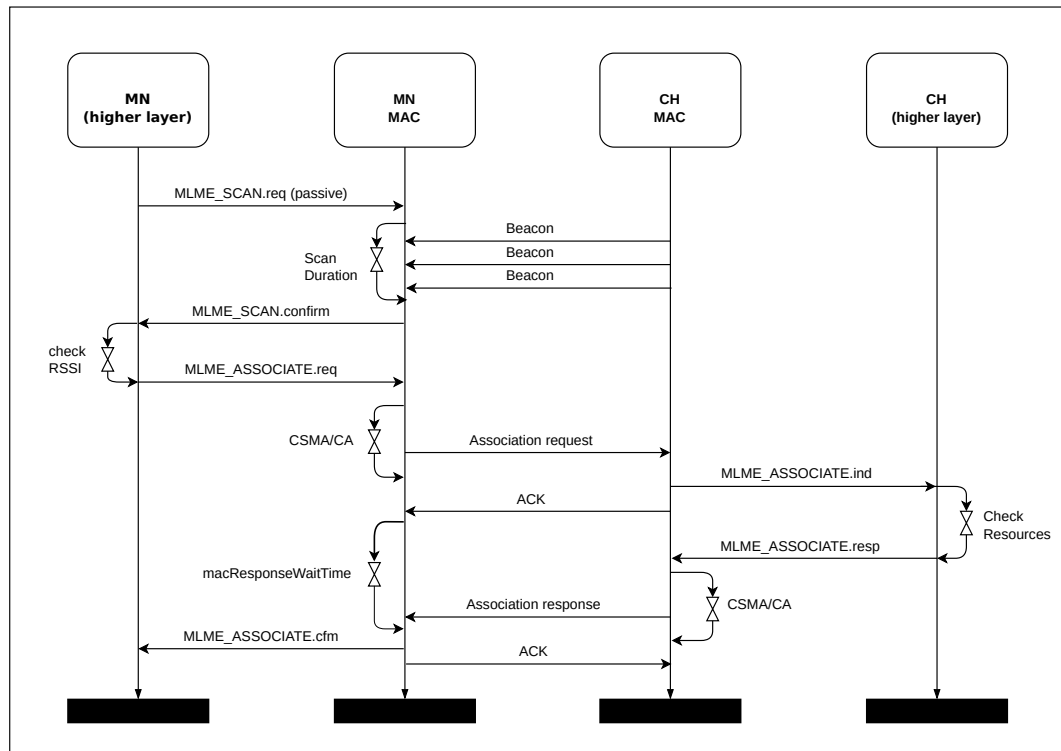 MN
(higher layer)
MN
MAC
CH
MAC
CH
(higher layer)
MLME_SCAN.req (passive)
Beacon
Beacon
Beacon
Scan
Duration
MLME_SCAN.confirm
check
RSSI
MLME_ASSOCIATE.req
CSMA/CA
Association request
MLME_ASSOCIATE.ind
ACK
Check
Resources
MLME_ASSOCIATE.resp
macResponseWaitTime
Association response
CSMA/CA
MLME_ASSOCIATE.cfm
ACK